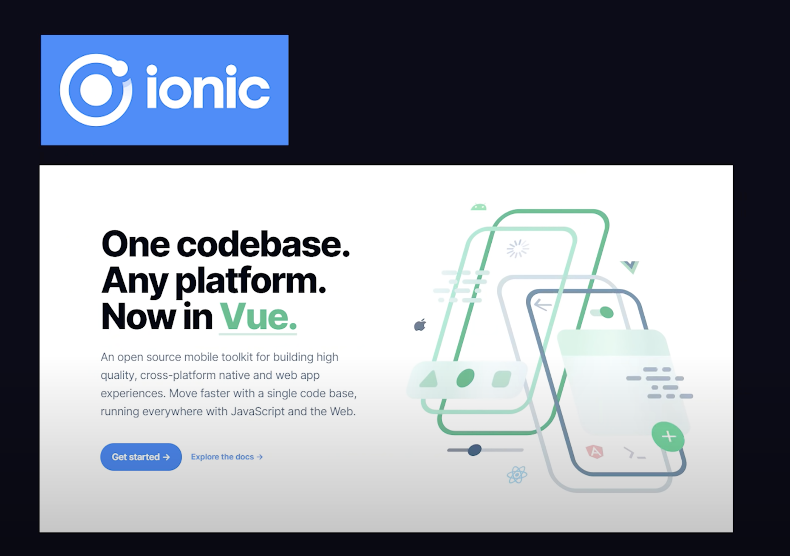 ionic
One codebase.
Any platform.
Now in Vue.
An open source mobile toolkit for building high
quality, cross-platform native and web app
experiences. Move faster with a single code base,
running everywhere with JavaScript and the Web.
Get started →
Explore the docs →